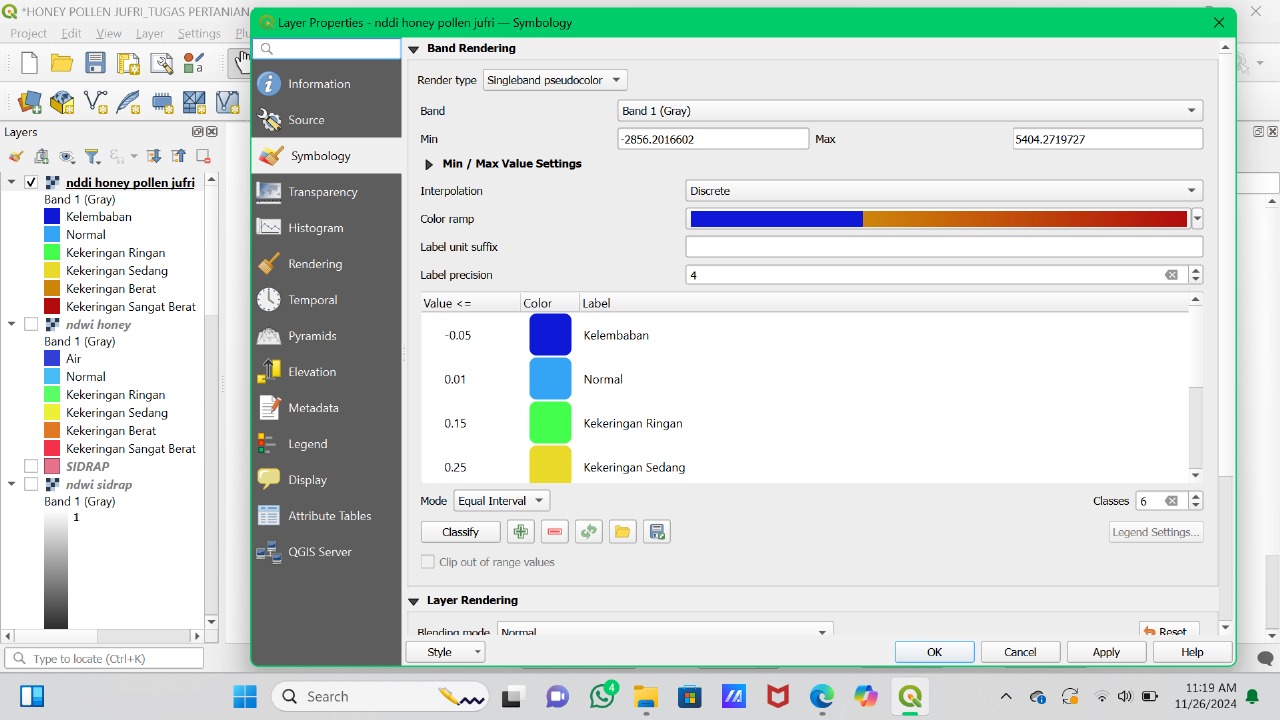 *HONEY POLLEN JUFRI_TUGAS PERTANIAN
Layer Properties - nddi honey pollen jufri — Symbology
Project Edit View Layer Settings
Layers
nddi honey pollen jufri
Band 1 (Gray)
Kelembaban
Normal
Kekeringan Ringan
Kekeringan Sedang
Kekeringan Berat
Kekeringan Sangat Berat
ndwi honey
Band 1 (Gray)
Air
Normal
Kekeringan Ringan
Kekeringan Sedang
Kekeringan Berat
Kekeringan Sangat Berat
SIDRAP
ndwi sidrap
Band 1 (Gray)
1
Type to locate (Ctrl+K)
Information
Source
Symbology
Transparency
Histogram
Rendering
Temporal
Pyramids
Elevation
Metadata
Legend
Display
Attribute Tables
QGIS Server
Band Rendering
Render type Singleband pseudocolor
Band Band 1 (Gray)
Min -2856.2016602 Max 5404.2719727
Min / Max Value Settings
Interpolation Discrete
Color ramp
Label unit suffix
Label precision 4
Value <= Color Label
-0.05 Kelembaban
0.01 Normal
0.15 Kekeringan Ringan
0.25 Kekeringan Sedang
Mode Equal Interval Classes 6
Classify Legend Settings...
Clip out of range values
Layer Rendering
Blending mode Normal Reset
Style OK Cancel Apply Help
Search
4
11:19 AM
11/26/2024